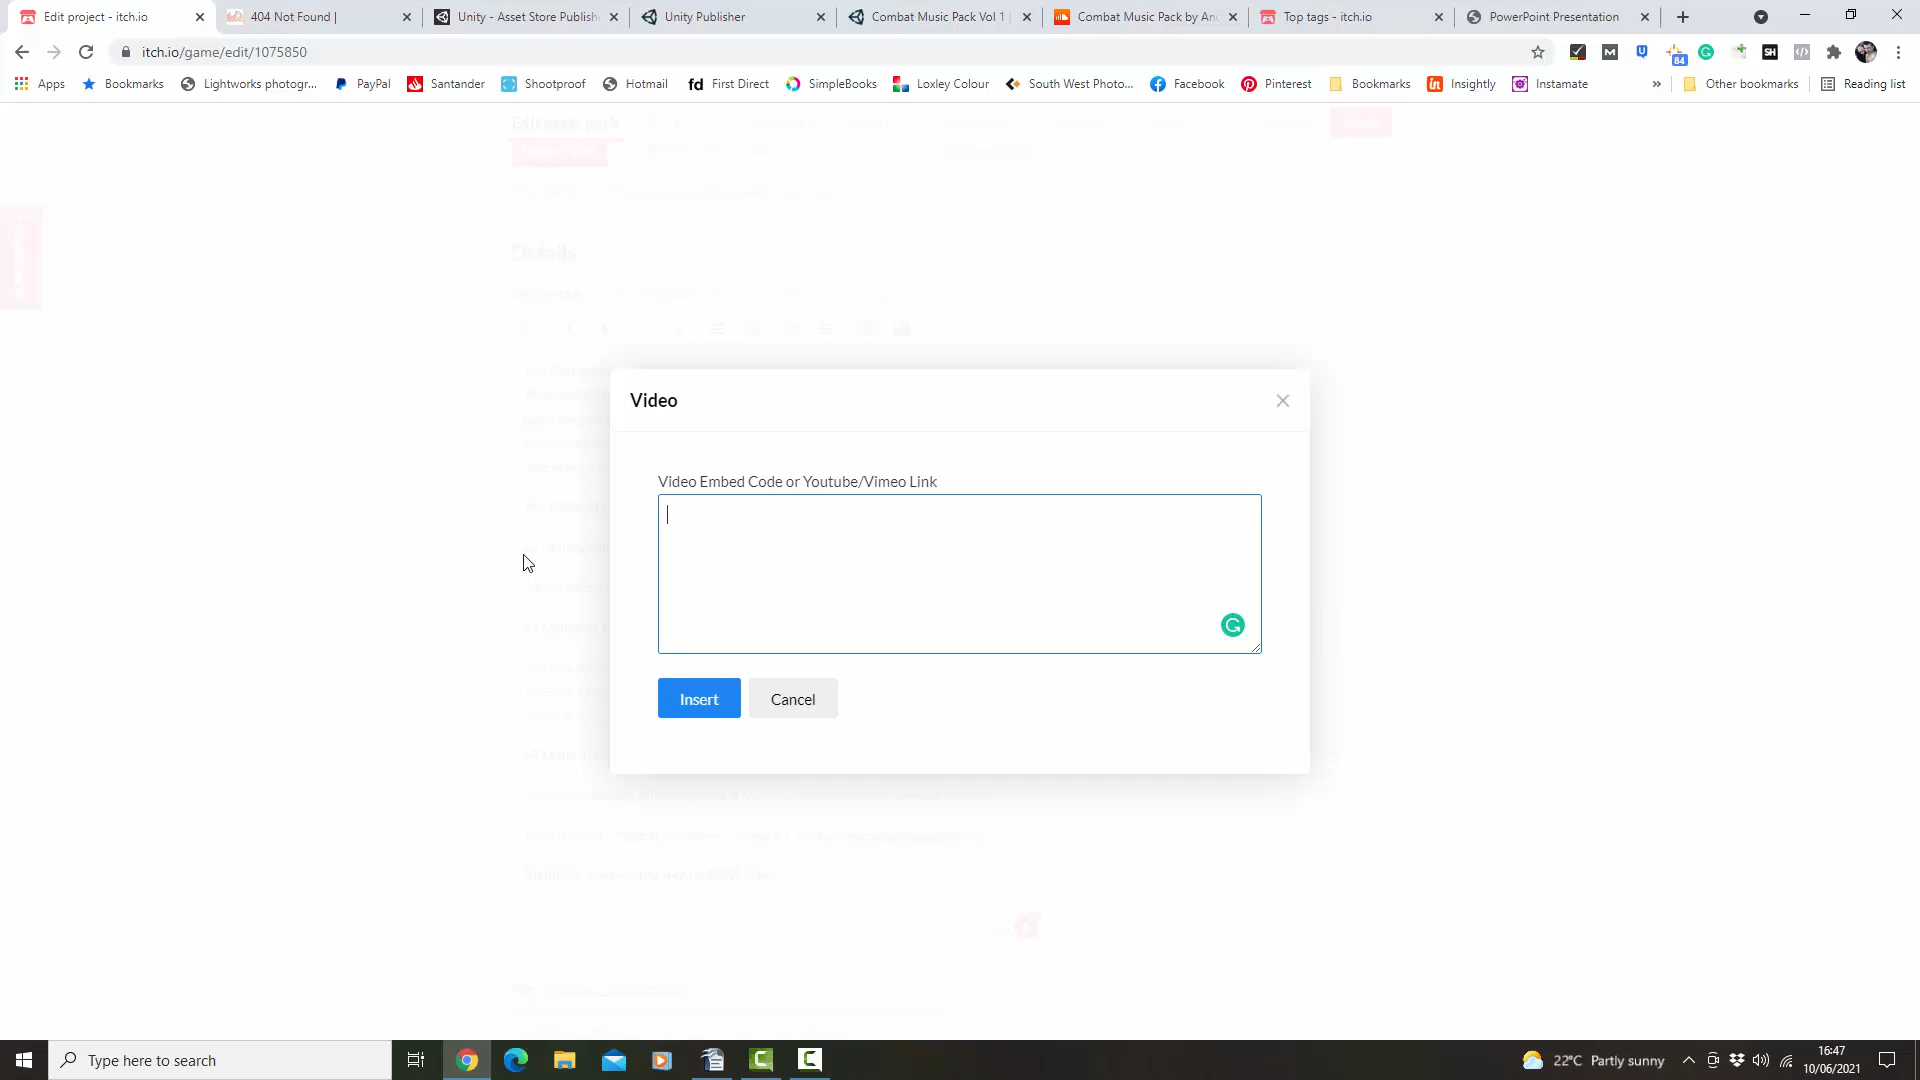 Edit project - itch.io
404 Not Found |
Unity - Asset Store Publish
Unity Publisher
Combat Music Pack Vol 1 |
Combat Music Pack by And
Top tags - itch.io
PowerPoint Presentation
itch.io/game/edit/1075850
84
Apps
Bookmarks
Lightworks photogr...
PayPal
Santander
Shootproof
Hotmail
fd First Direct
SimpleBooks
Loxley Colour
South West Photo...
Facebook
Pinterest
Bookmarks
Insightly
Instamate
»
Other bookmarks
Reading list
Details
Video
Video Embed Code or Youtube/Vimeo Link
Insert
Cancel
Type here to search
22°C Partly sunny
16:47
10/06/2021